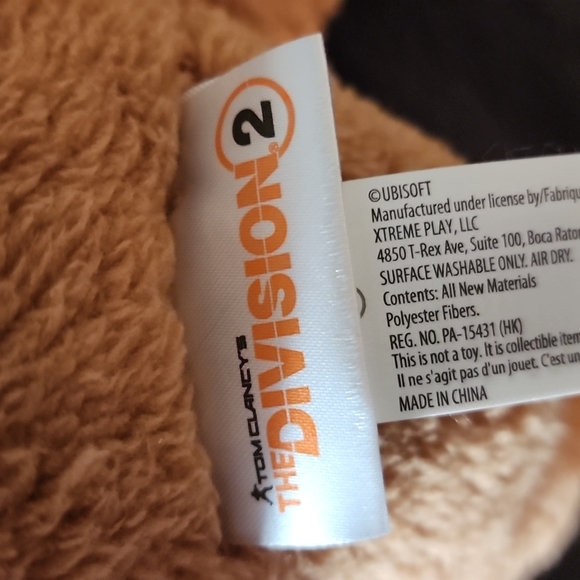 TOM CLANCY'S
THE DIVISION 2
®
©UBISOFT
Manufactured under license by/Fabriqu
XTREME PLAY, LLC
4850 T-Rex Ave, Suite 100, Boca Raton
SURFACE WASHABLE ONLY. AIR DRY.
Contents: All New Materials
Polyester Fibers.
REG. NO. PA-15431 (HK)
This is not a toy. It is collectible item
Il ne s'agit pas d'un jouet. C'est un
MADE IN CHINA